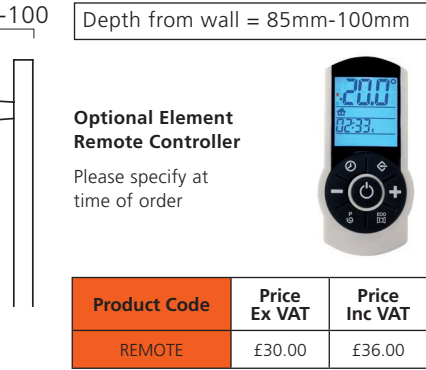 -100
Depth from wall = 85mm-100mm
Optional Element
Remote Controller
Please specify at
time of order
20.0°
02:33
P
ECO
Product Code Price Ex VAT Price Inc VAT
REMOTE £30.00 £36.00